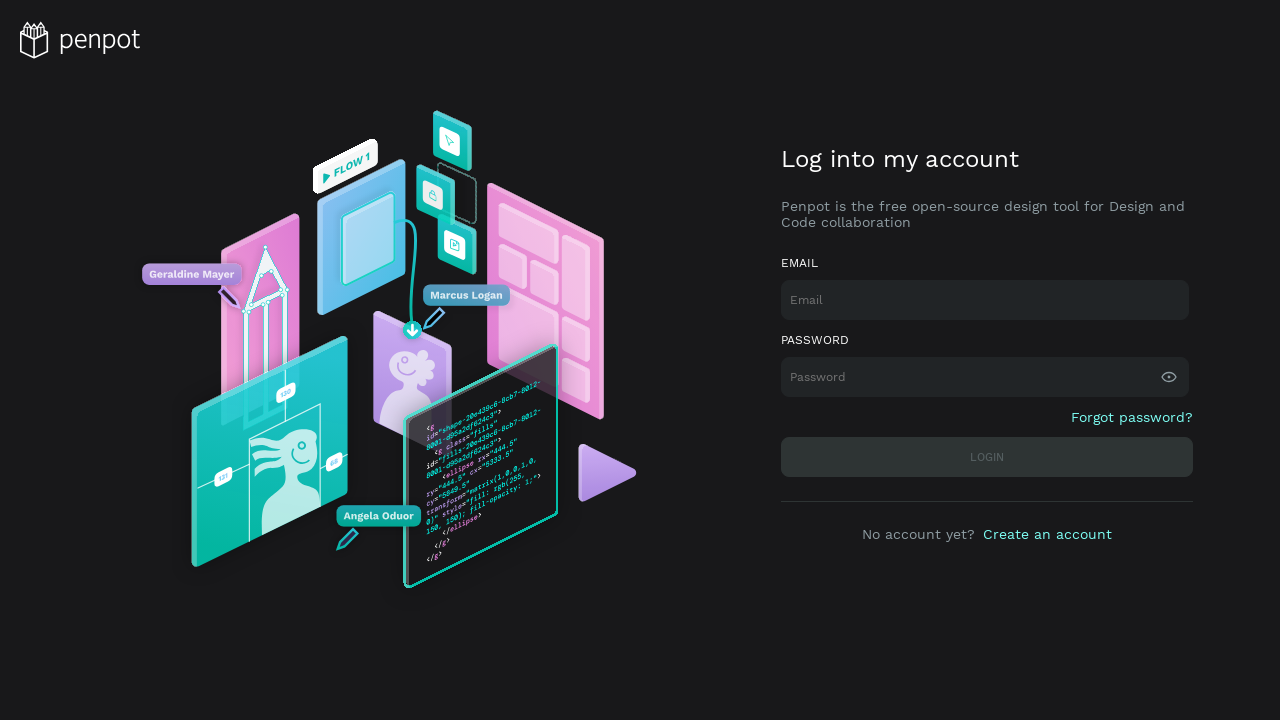 penpot
FLOW 1
Geraldine Mayer
Marcus Logan
Angela Oduor
<g
</ellipse>
</g>
</g>
Log into my account
Penpot is the free open-source design tool for Design and
Code collaboration
EMAIL
Email
PASSWORD
Password
Forgot password?
LOGIN
No account yet? Create an account